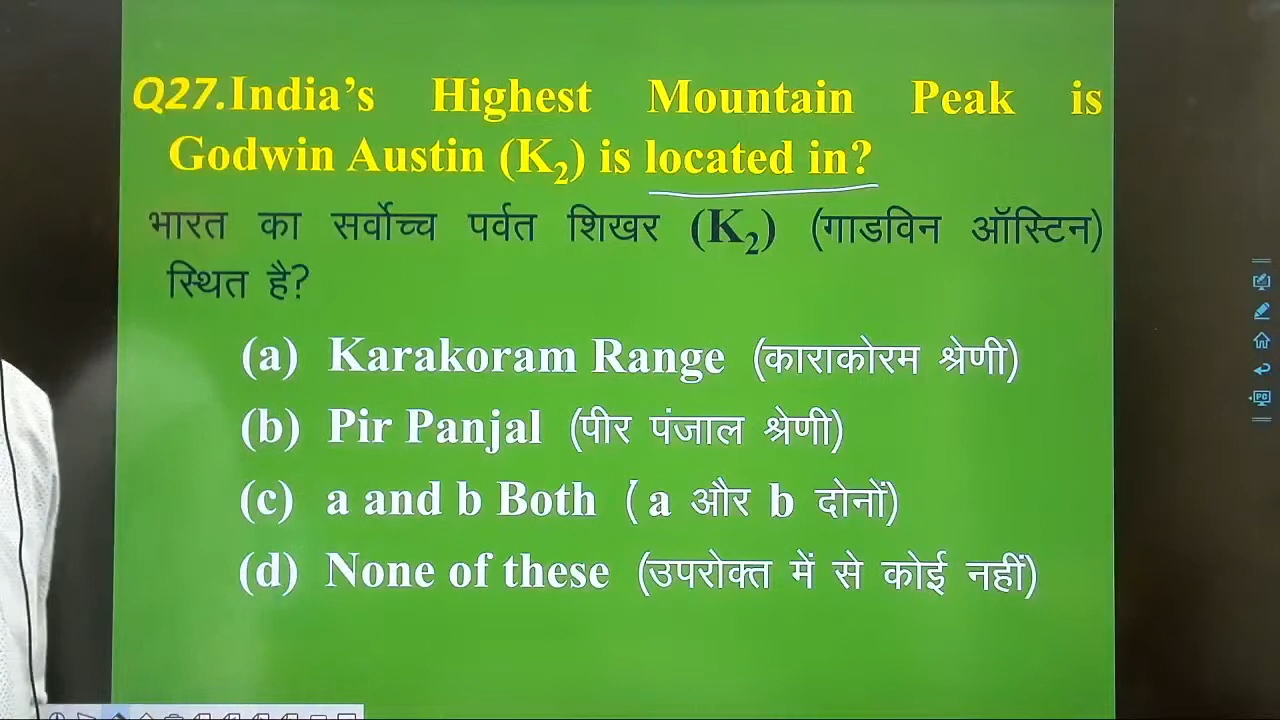 Q27.India's Highest Mountain Peak is
Godwin Austin (K2) is located in?
भारत का सर्वोच्च पर्वत शिखर (K2) (गाडविन ऑस्टिन)
स्थित है?
(a) Karakoram Range (काराकोरम श्रेणी)
(b) Pir Panjal (पीर पंजाल श्रेणी)
(c) a and b Both ( a और b दोनों)
(d) None of these (उपरोक्त में से कोई नहीं)